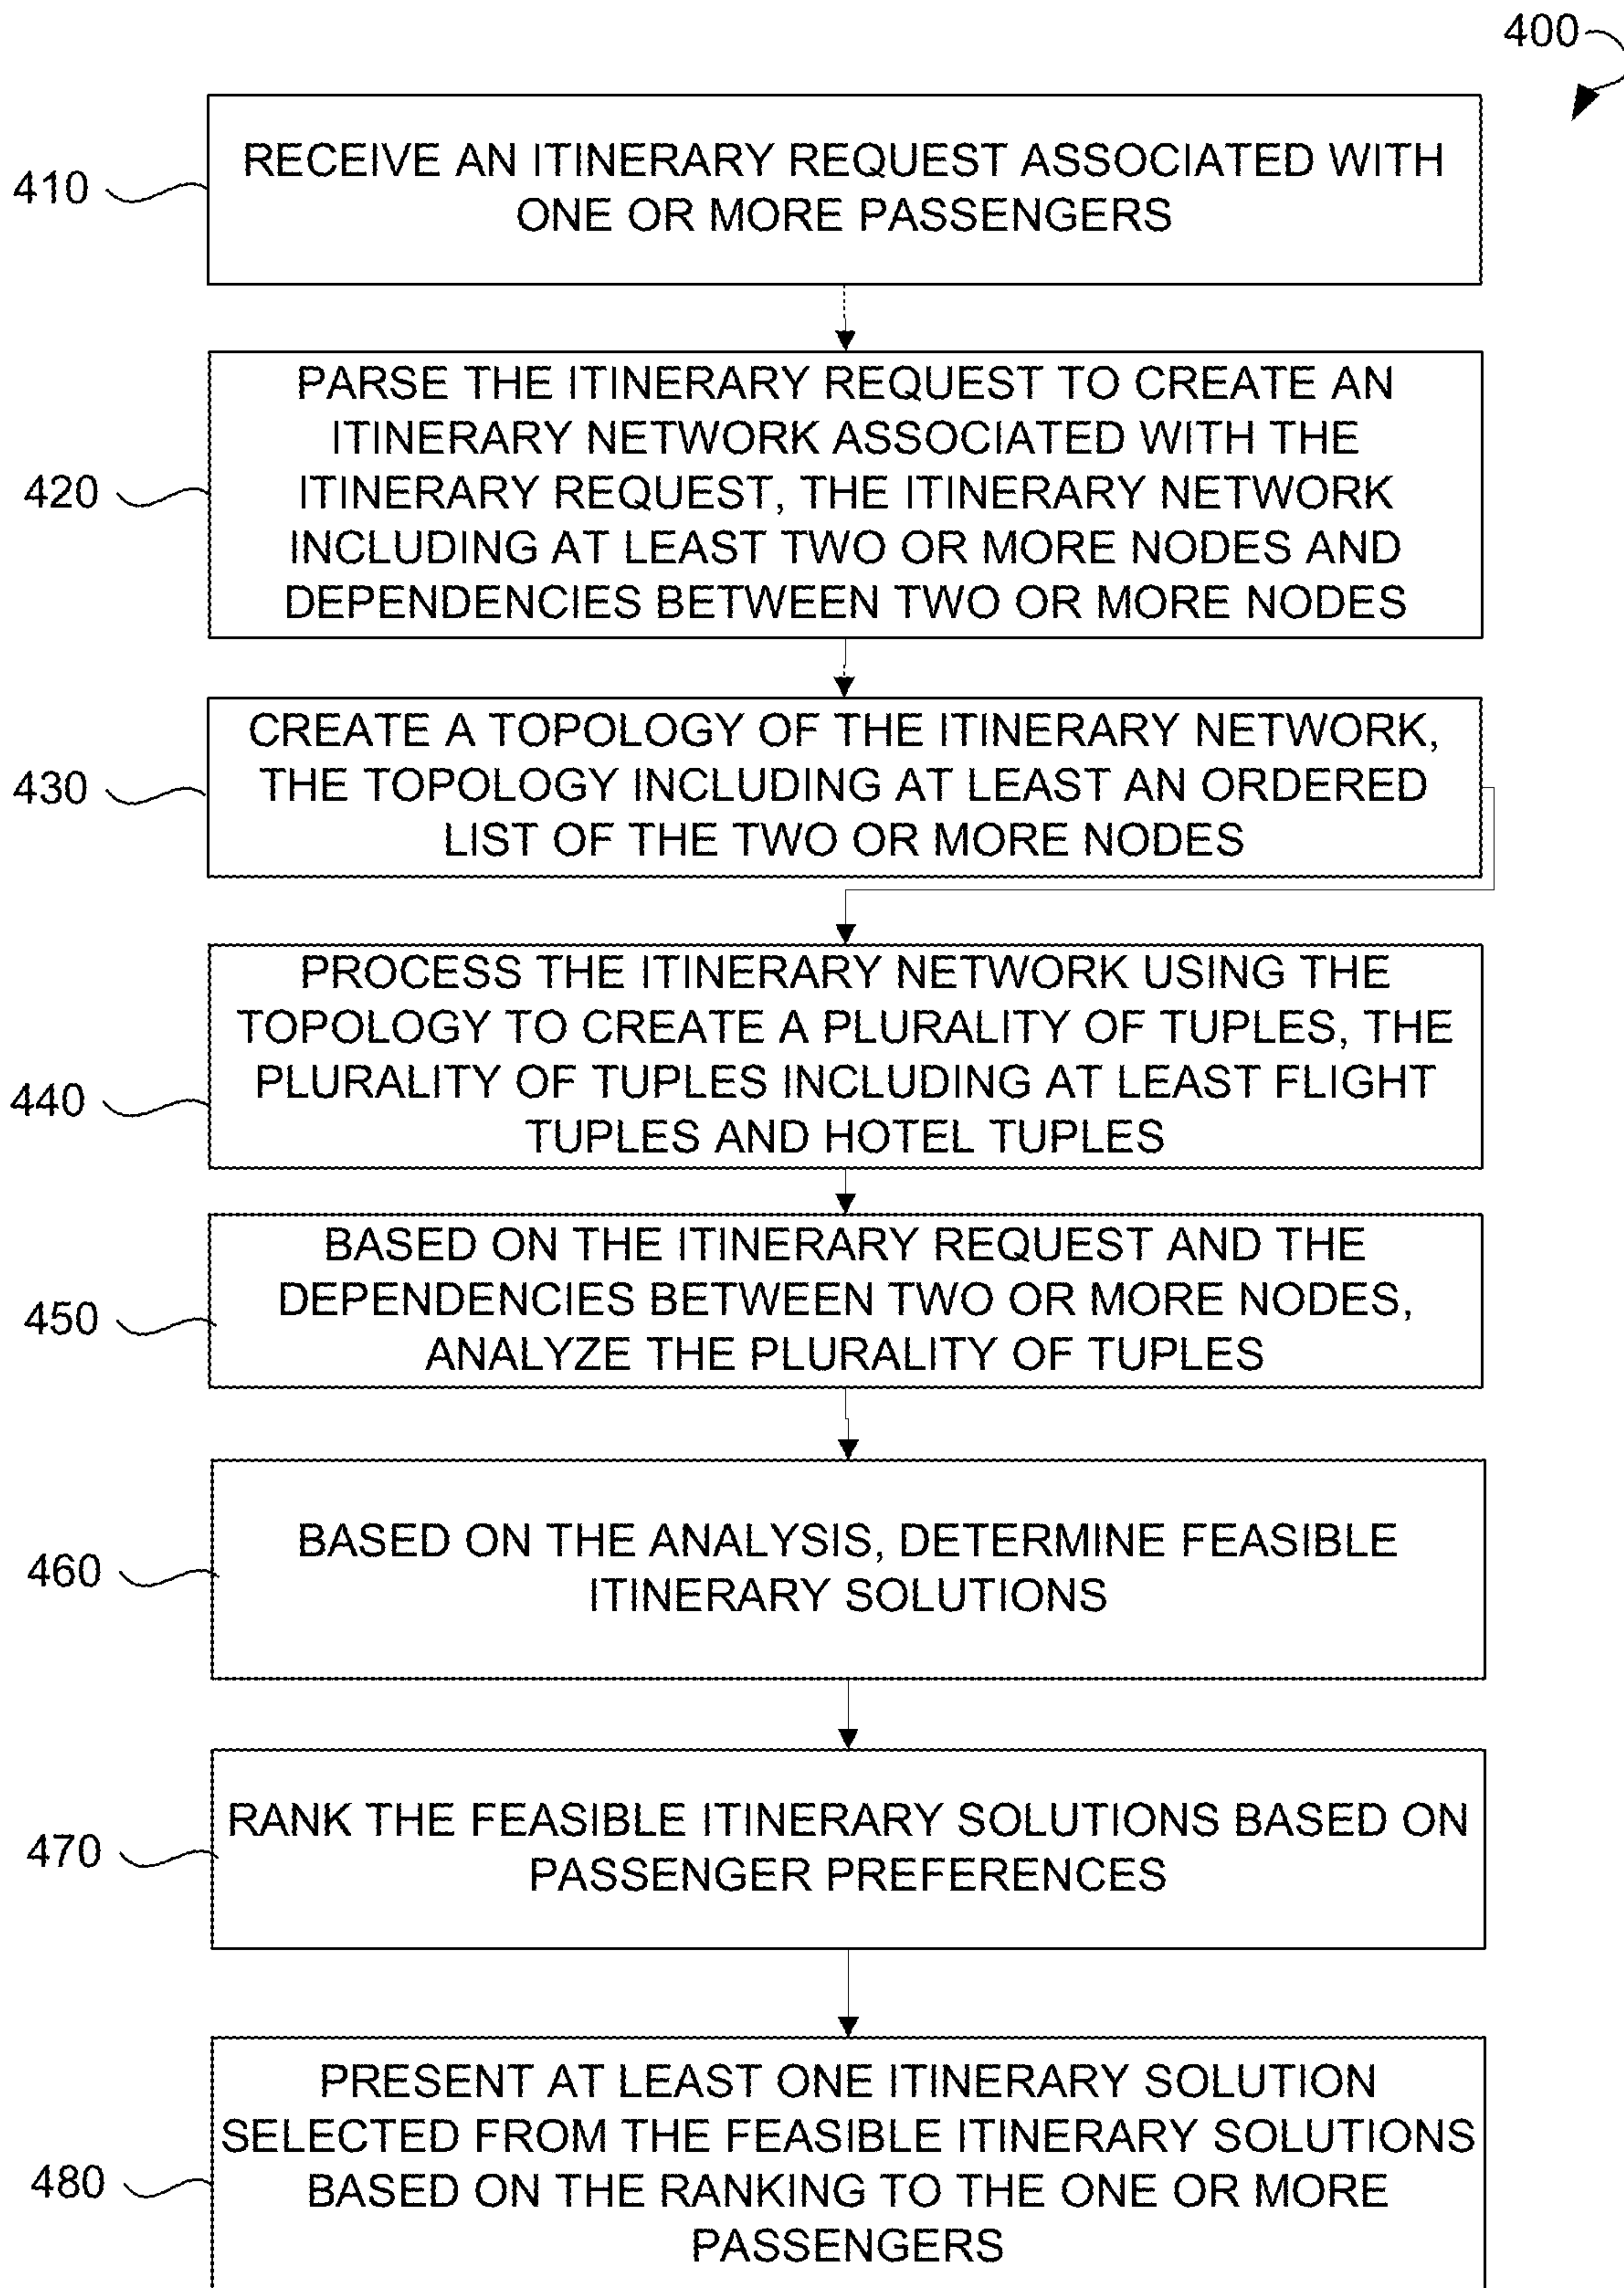 400
410
RECEIVE AN ITINERARY REQUEST ASSOCIATED WITH
ONE OR MORE PASSENGERS
420
PARSE THE ITINERARY REQUEST TO CREATE AN
ITINERARY NETWORK ASSOCIATED WITH THE
ITINERARY REQUEST, THE ITINERARY NETWORK
INCLUDING AT LEAST TWO OR MORE NODES AND
DEPENDENCIES BETWEEN TWO OR MORE NODES
430
CREATE A TOPOLOGY OF THE ITINERARY NETWORK,
THE TOPOLOGY INCLUDING AT LEAST AN ORDERED
LIST OF THE TWO OR MORE NODES
440
PROCESS THE ITINERARY NETWORK USING THE
TOPOLOGY TO CREATE A PLURALITY OF TUPLES, THE
PLURALITY OF TUPLES INCLUDING AT LEAST FLIGHT
TUPLES AND HOTEL TUPLES
450
BASED ON THE ITINERARY REQUEST AND THE
DEPENDENCIES BETWEEN TWO OR MORE NODES,
ANALYZE THE PLURALITY OF TUPLES
460
BASED ON THE ANALYSIS, DETERMINE FEASIBLE
ITINERARY SOLUTIONS
470
RANK THE FEASIBLE ITINERARY SOLUTIONS BASED ON
PASSENGER PREFERENCES
480
PRESENT AT LEAST ONE ITINERARY SOLUTION
SELECTED FROM THE FEASIBLE ITINERARY SOLUTIONS
BASED ON THE RANKING TO THE ONE OR MORE
PASSENGERS